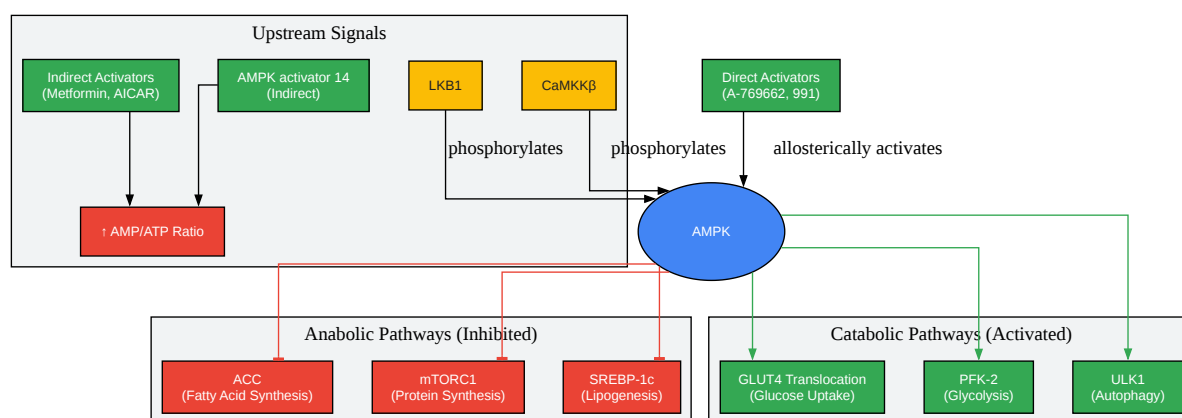 Upstream Signals
Indirect Activators
(Metformin, AICAR)
AMPK activator 14
(Indirect)
LKB1
CaMKKβ
Direct Activators
(A-769662, 991)
phosphorylates
phosphorylates
allosterically activates
↑ AMP/ATP Ratio
AMPK
Anabolic Pathways (Inhibited)
Catabolic Pathways (Activated)
ACC
(Fatty Acid Synthesis)
mTORC1
(Protein Synthesis)
SREBP-1c
(Lipogenesis)
GLUT4 Translocation
(Glucose Uptake)
PFK-2
(Glycolysis)
ULK1
(Autophagy)